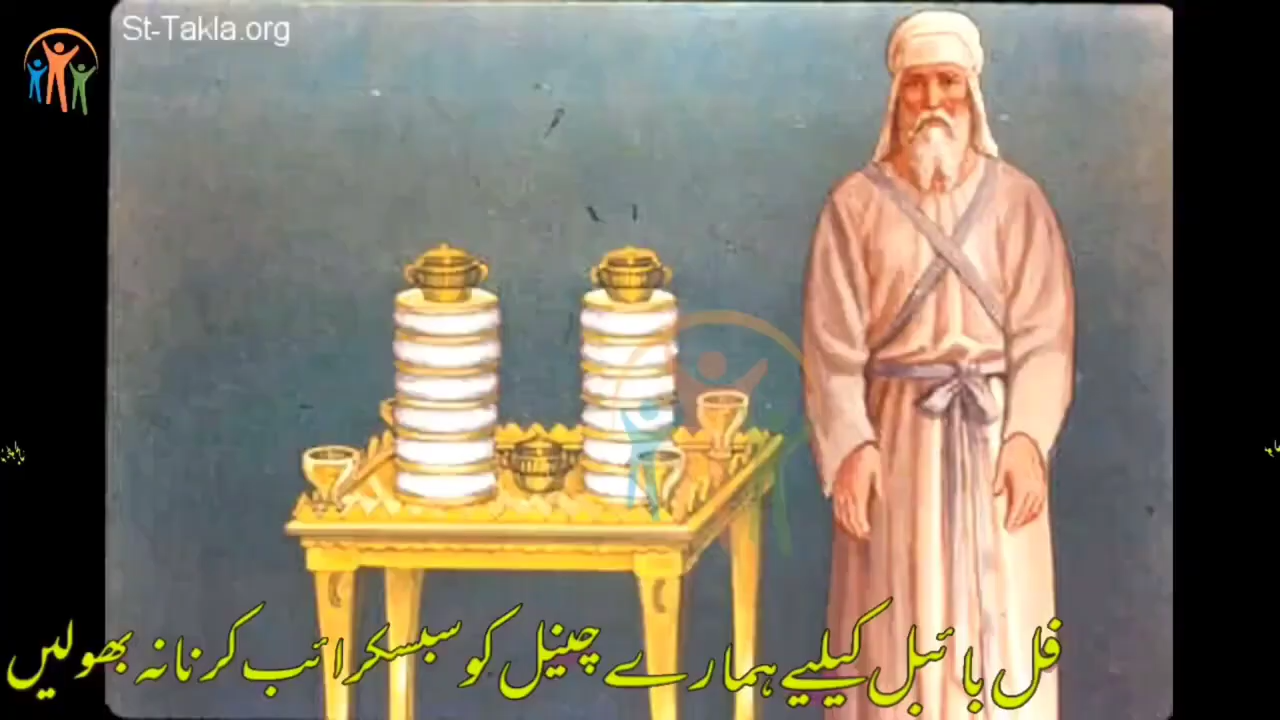 St-Takla.org
فل بائبل کیلیے ہمارے چینل کو سبسکرائب کرنا نہ بھولیں